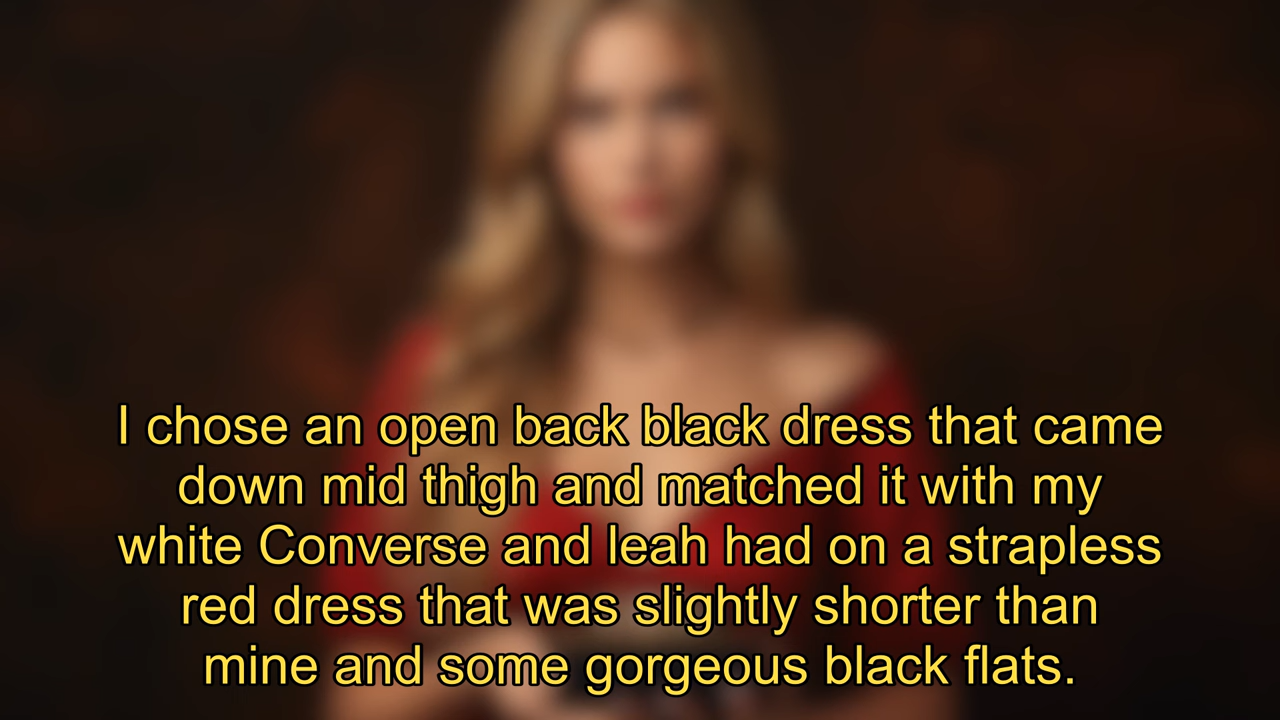 I chose an open back black dress that came
down mid thigh and matched it with my
white Converse and leah had on a strapless
red dress that was slightly shorter than
mine and some gorgeous black flats.